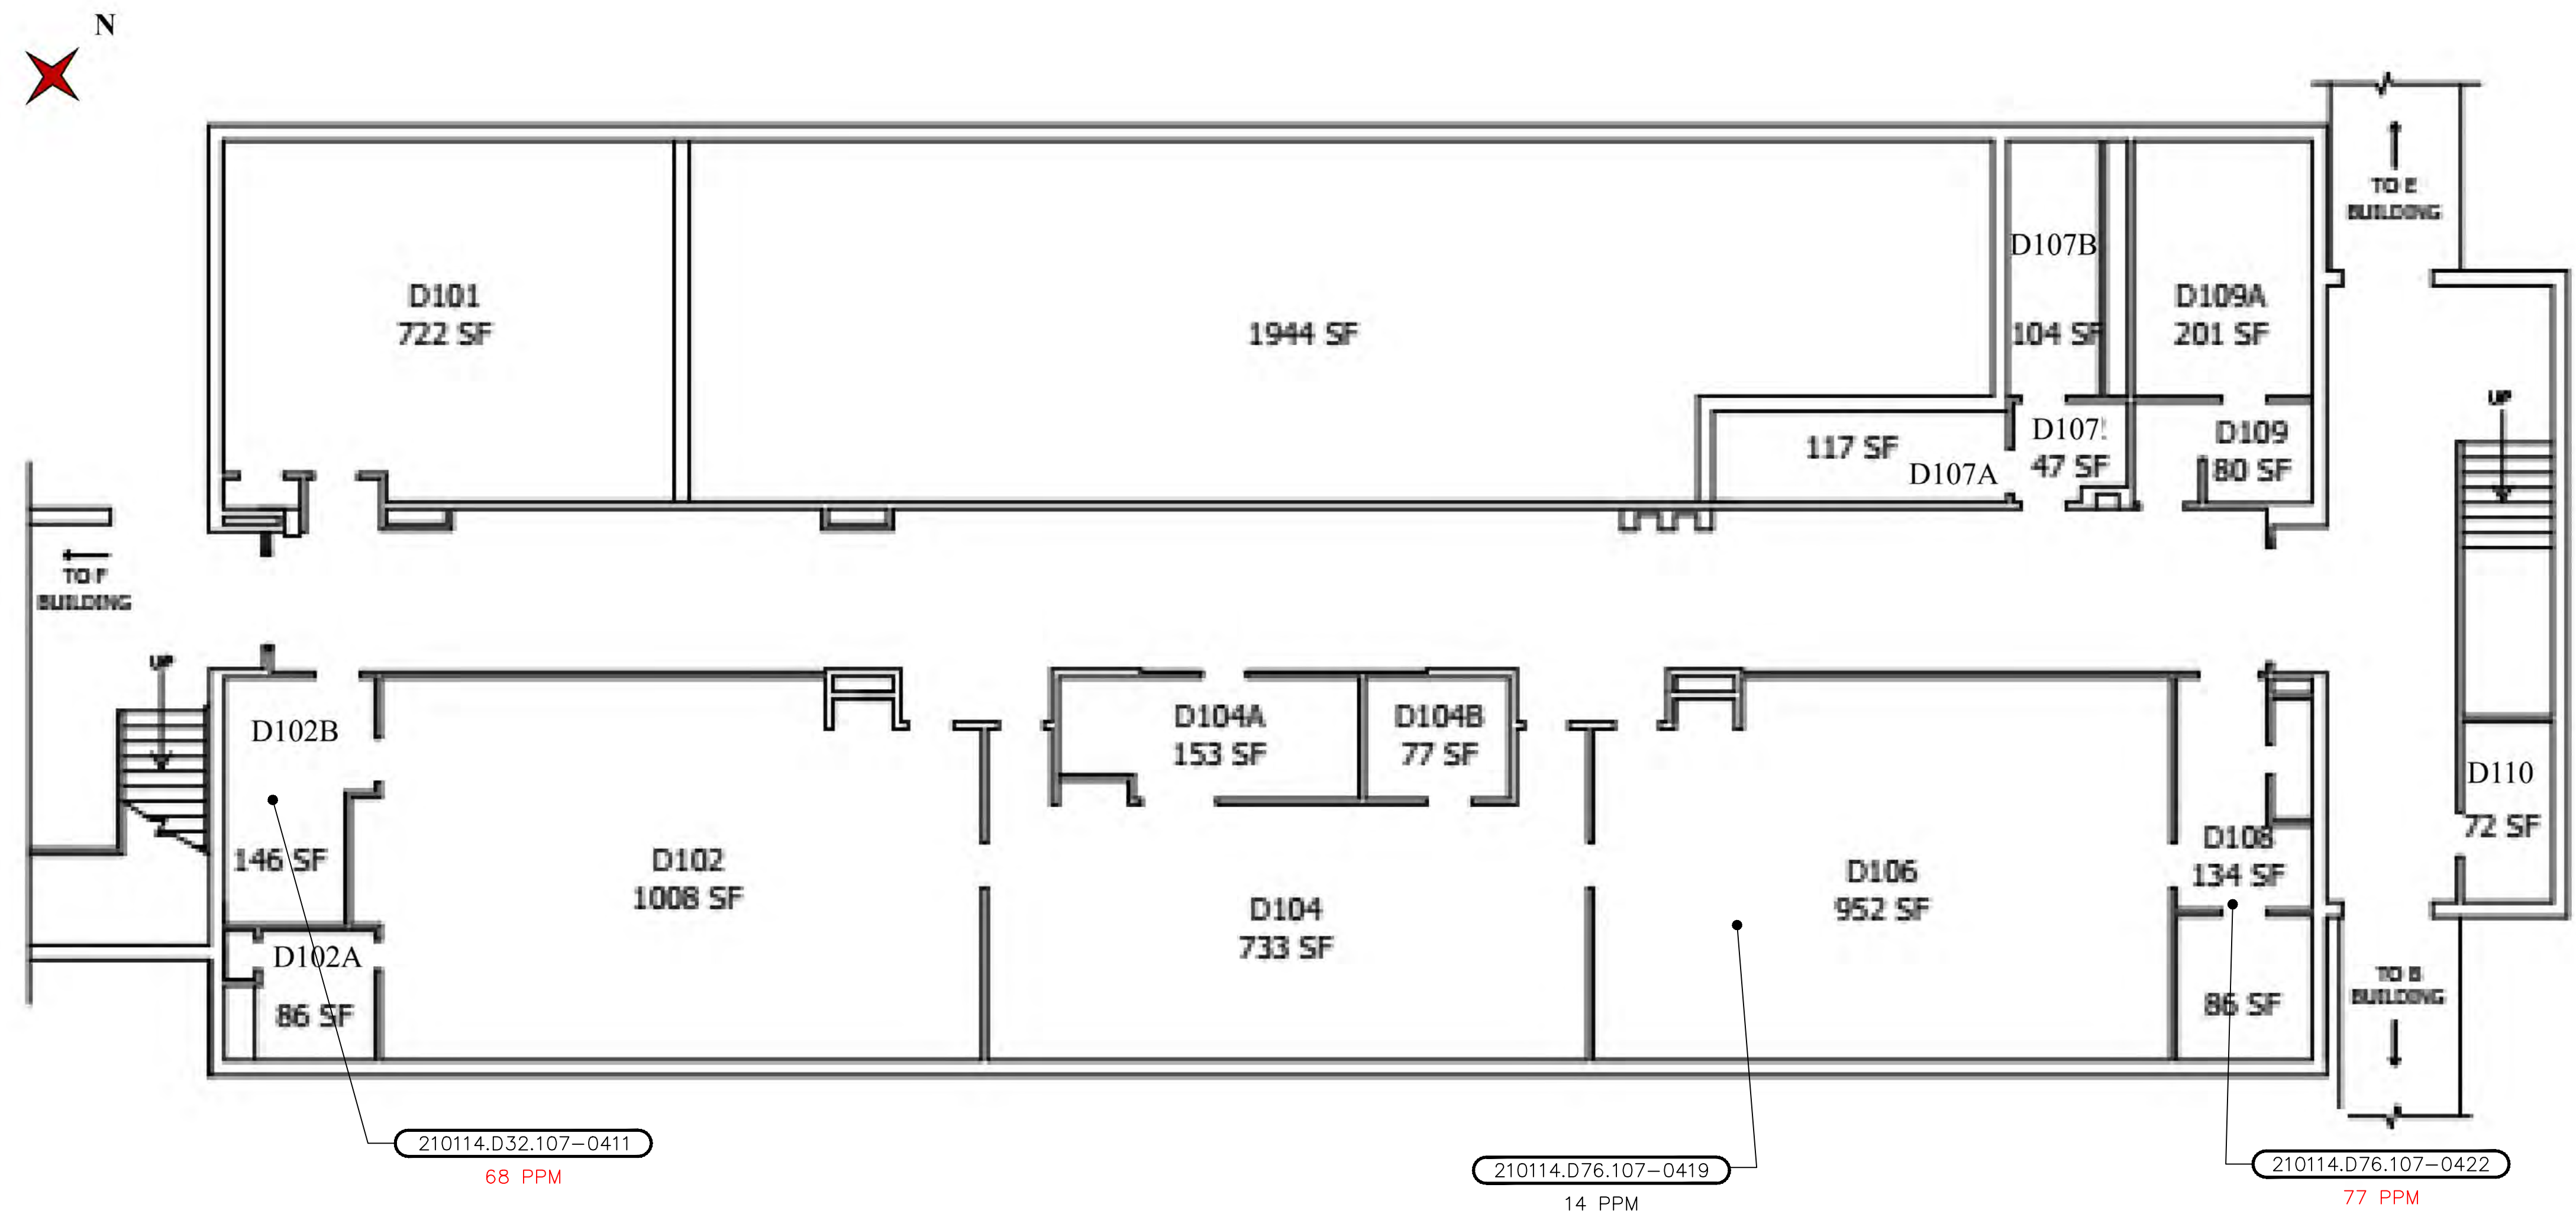 N
TO E
BUILDING
D107B
D101
722 SF
1944 SF
104 SF
D109A
201 SF
UP
117 SF
D107A
D107
47 SF
D109
80 SF
TO F
BUILDING
UP
D102B
146 SF
D102
1008 SF
D104A
153 SF
D104B
77 SF
D104
733 SF
D106
952 SF
D108
134 SF
D110
72 SF
D102A
86 SF
86 SF
TO B
BUILDING
210114.D32.107-0411
68 PPM
210114.D76.107-0419
14 PPM
210114.D76.107-0422
77 PPM